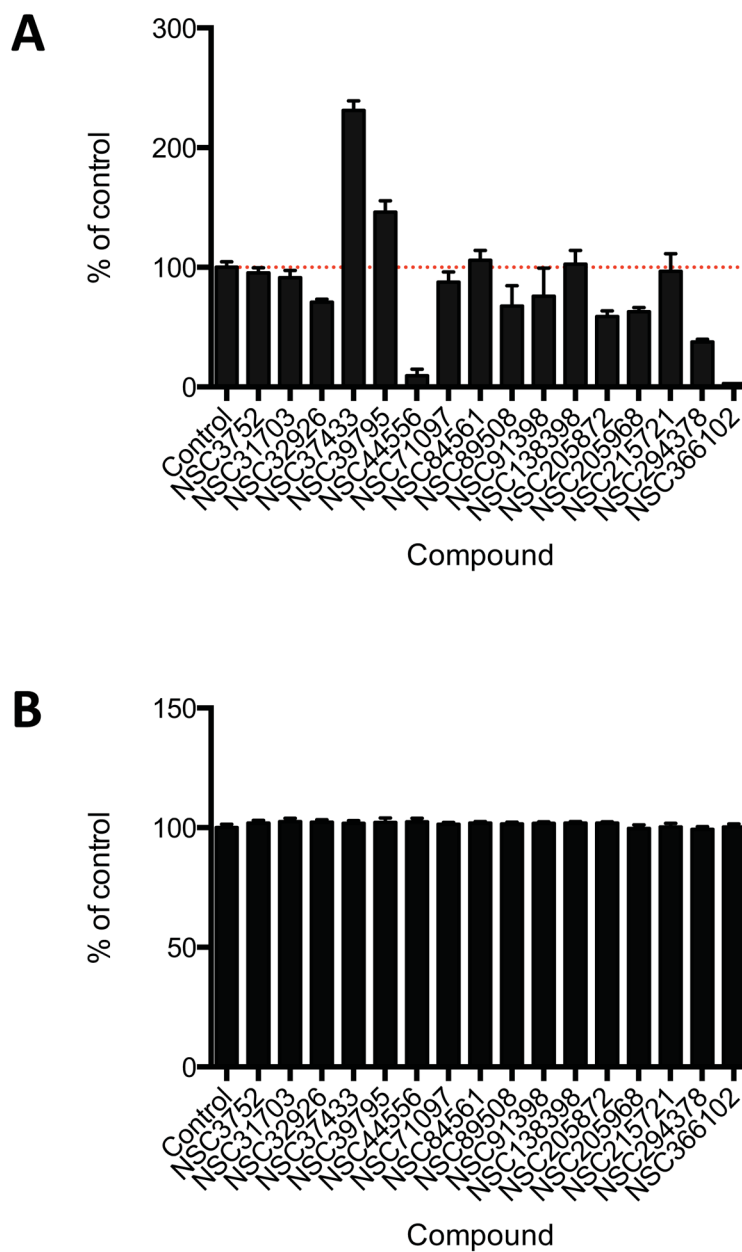 A
300
200
100
0
% of control
Control
NSC3752
NSC31703
NSC32926
NSC37433
NSC39795
NSC44556
NSC71097
NSC84561
NSC89508
NSC91398
NSC138398
NSC205872
NSC205968
NSC215721
NSC294378
NSC366102
Compound
B
150
100
50
0
% of control
Control
NSC3752
NSC31703
NSC32926
NSC37433
NSC39795
NSC44556
NSC71097
NSC84561
NSC89508
NSC91398
NSC138398
NSC205872
NSC205968
NSC215721
NSC294378
NSC366102
Compound